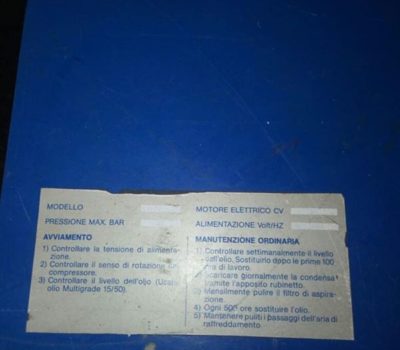 MODELLO
PRESSIONE MAX. BAR
AVVIAMENTO
1) Controllare la tensione di alimenta-
zione.
2) Controllare il senso di rotazione del
compressore.
3) Controllare il livello dell'oljo (Usare
olio Multigrade 15/50).
MOTORE ELETTRICO CV
ALIMENTAZIONE Volt/HZ
MANUTENZIONE ORDINARIA
1) Controllare settimanalmente il livello
dell'olio. Sostituirlo dopo le prime 100
ore di lavoro.
2) Scaricare giornalmente la condensa
tramite l'apposito rubinetto.
3) Mensilmente pulire il filtro di aspira-
zione.
4) Ogni 500 ore sostituire l'olio.
5) Mantenere puliti i passaggi dell'aria di
raffreddamento.